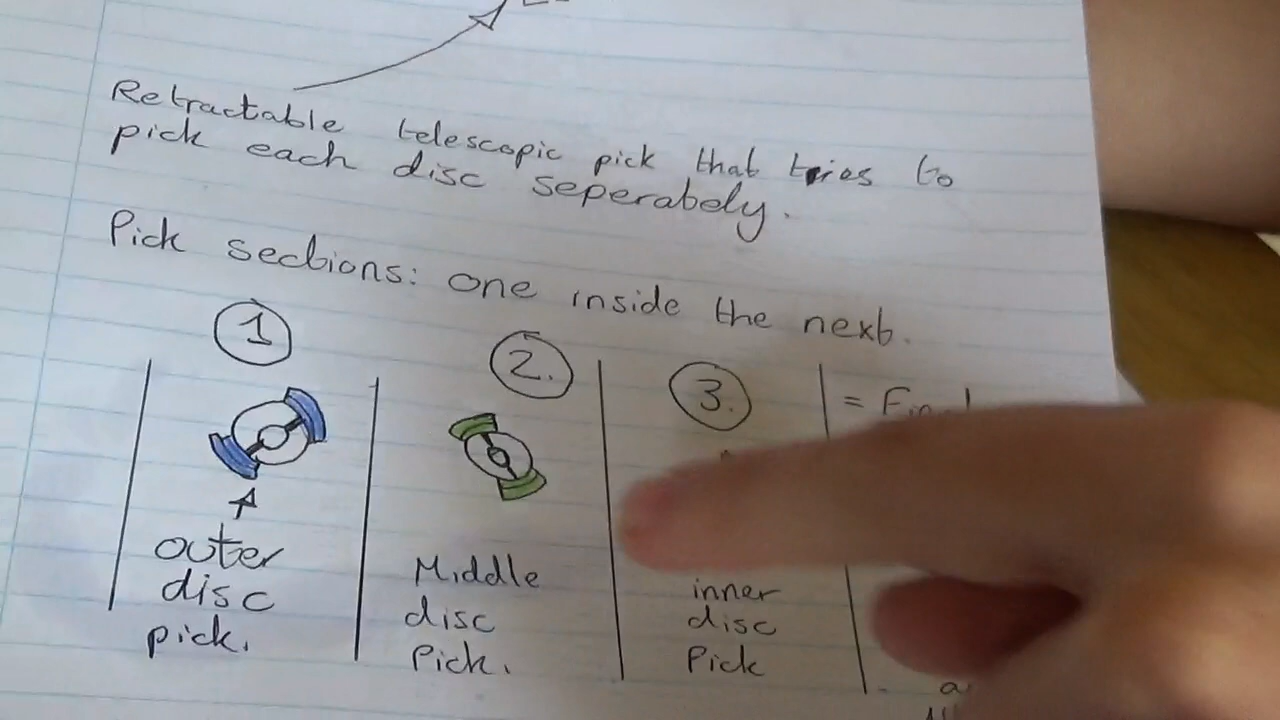 Retractable telescopic pick that tries to
pick each disc seperabely.
Pick sections: one inside the next.
1
2.
3.
= Final
outer
disc
pick.
Middle
disc
Pick.
inner
disc
Pick